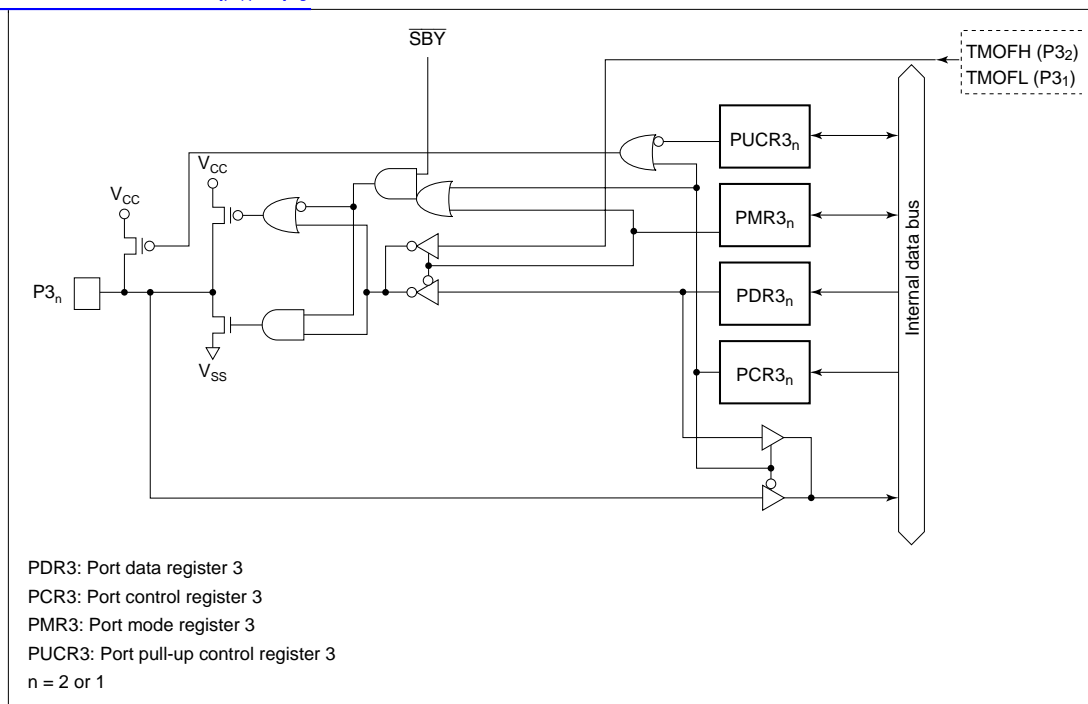 SBY
TMOFH (P32)
TMOFL (P31)
PUCR3n
VCC
VCC
PMR3n
Internal data bus
P3n
PDR3n
VSS
PCR3n
PDR3: Port data register 3
PCR3: Port control register 3
PMR3: Port mode register 3
PUCR3: Port pull-up control register 3
n = 2 or 1